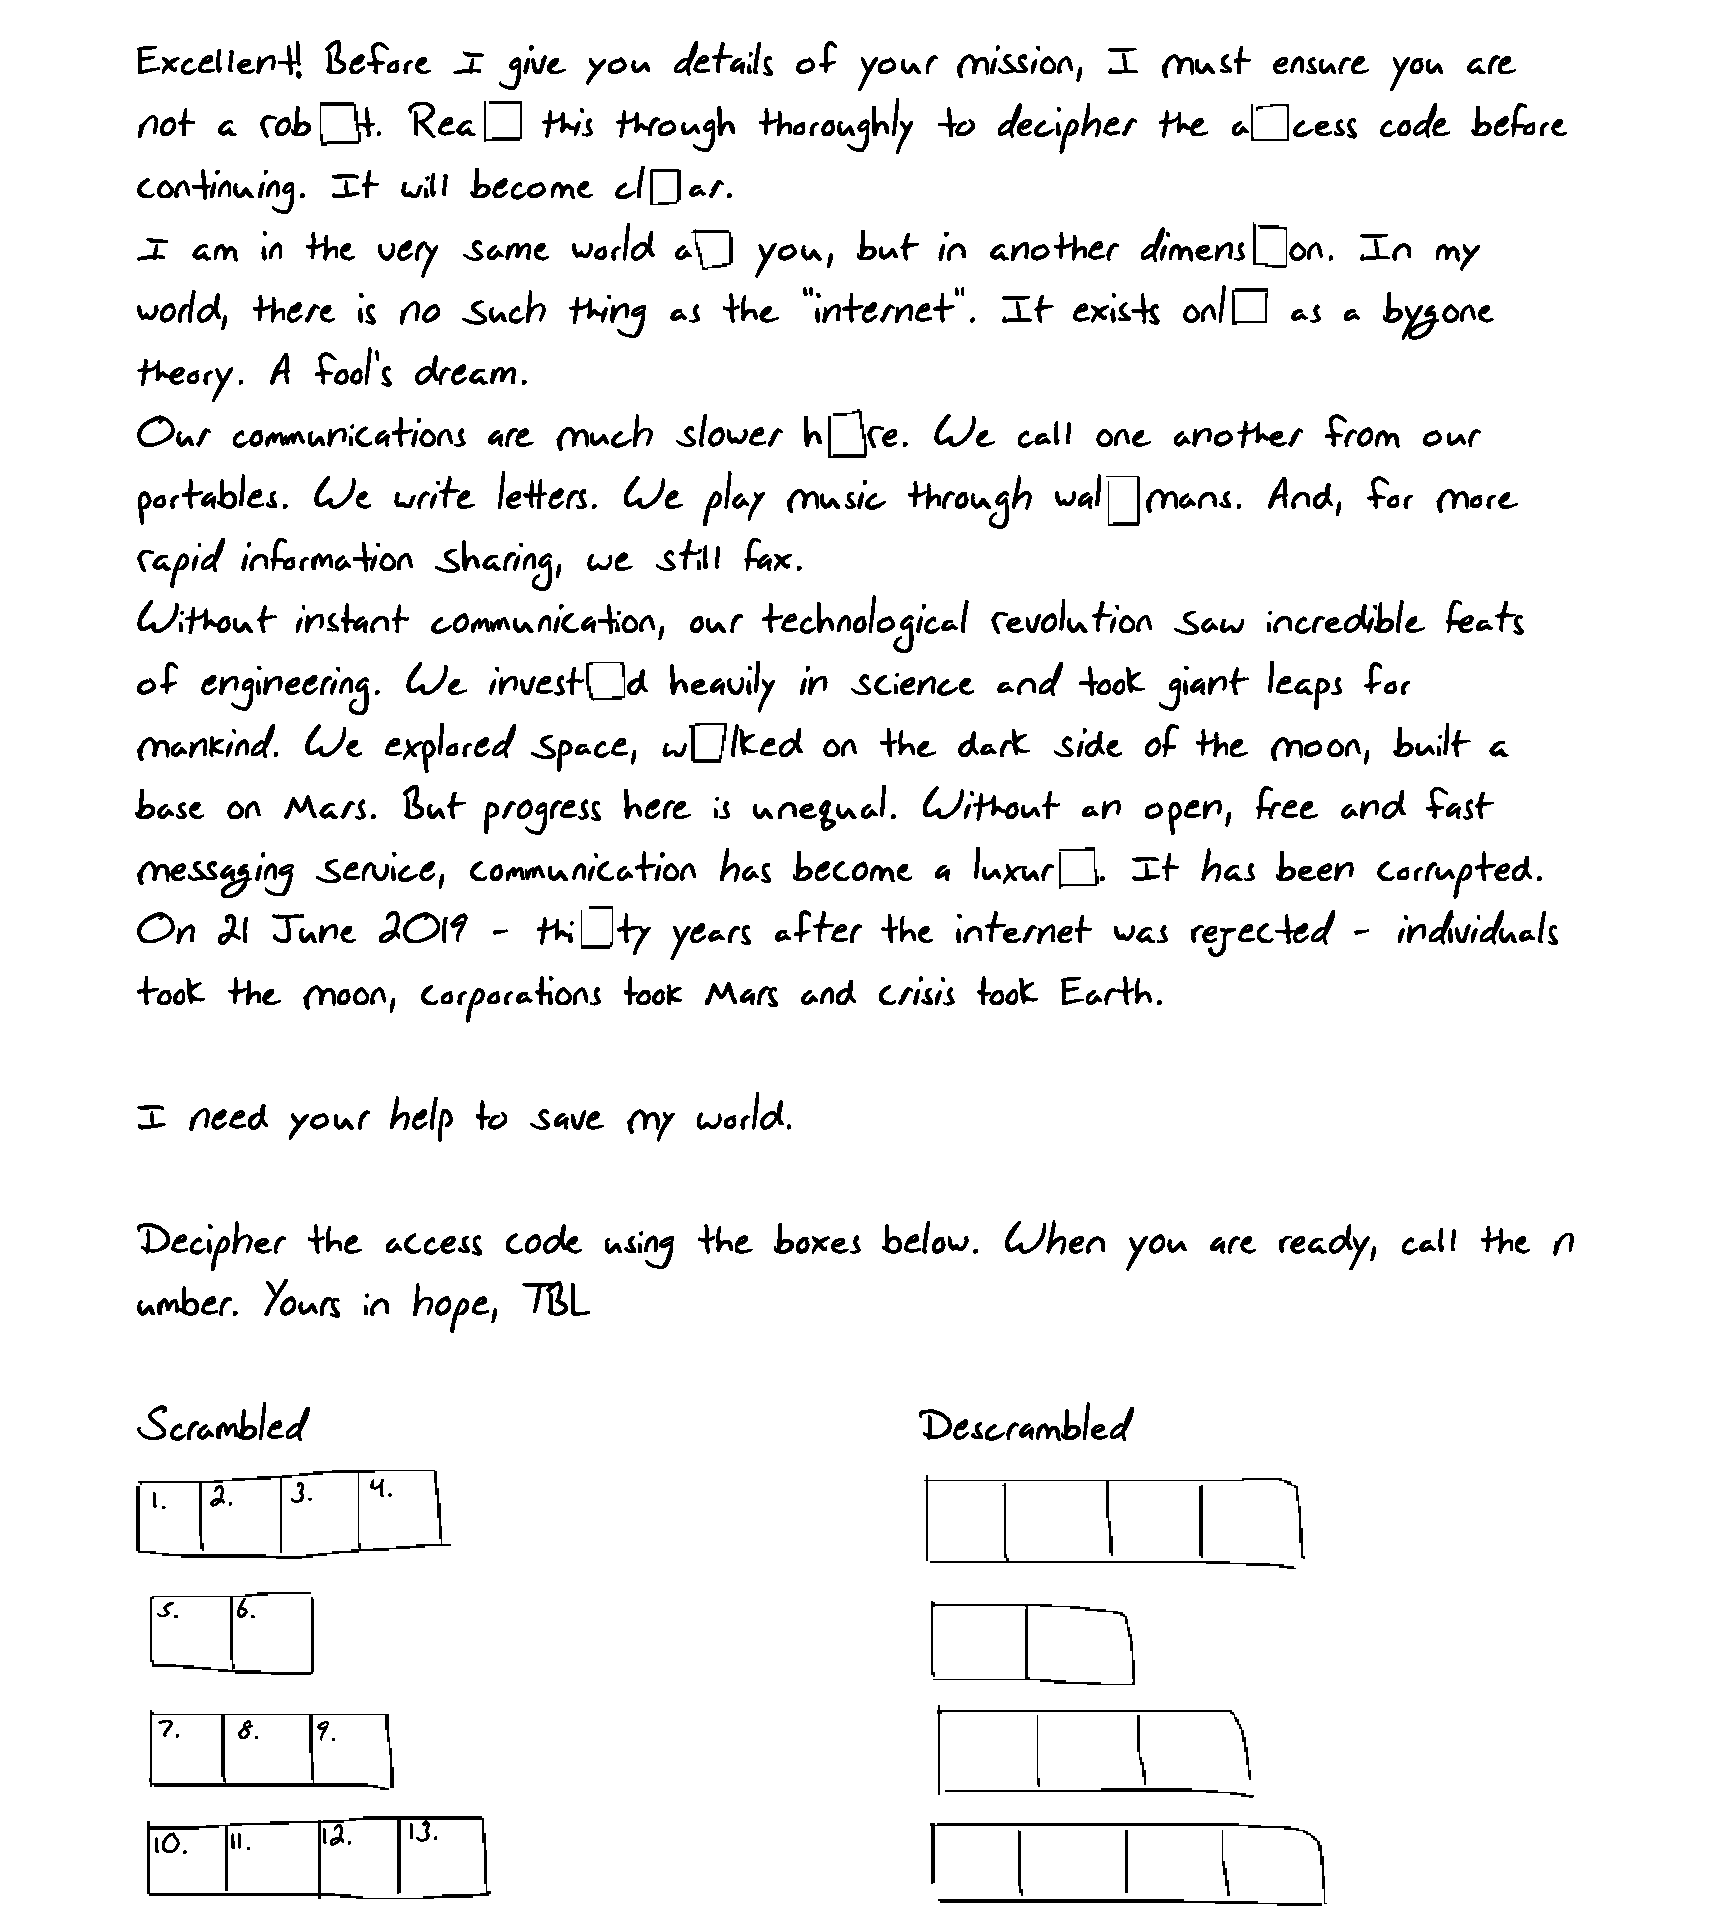 Excellent! Before I give you details of your mission, I must ensure you are
not a rob□t. Rea□ this through thoroughly to decipher the a□cess code before
continuing. It will become cl□ar.
I am in the very same world a□ you, but in another dimens□on. In my
world, there is no such thing as the "internet". It exists onl□ as a bygone
theory. A fool's dream.
Our communications are much slower h□re. We call one another from our
portables. We write letters. We play music through wal□mans. And, for more
rapid information sharing, we still fax.
Without instant communication, our technological revolution saw incredible feats
of engineering. We invest□d heavily in science and took giant leaps for
mankind. We explored space, w□lked on the dark side of the moon, built a
base on Mars. But progress here is unequal. Without an open, free and fast
messaging service, communication has become a luxur□. It has been corrupted.
On 21 June 2019 - thi□ty years after the internet was rejected - individuals
took the moon, corporations took Mars and crisis took Earth.
I need your help to save my world.
Decipher the access code using the boxes below. When you are ready, call the n
umber. Yours in hope, TBL
Scrambled Descrambled
1. 2. 3. 4.
5. 6.
7. 8. 9.
10. 11. 12. 13.